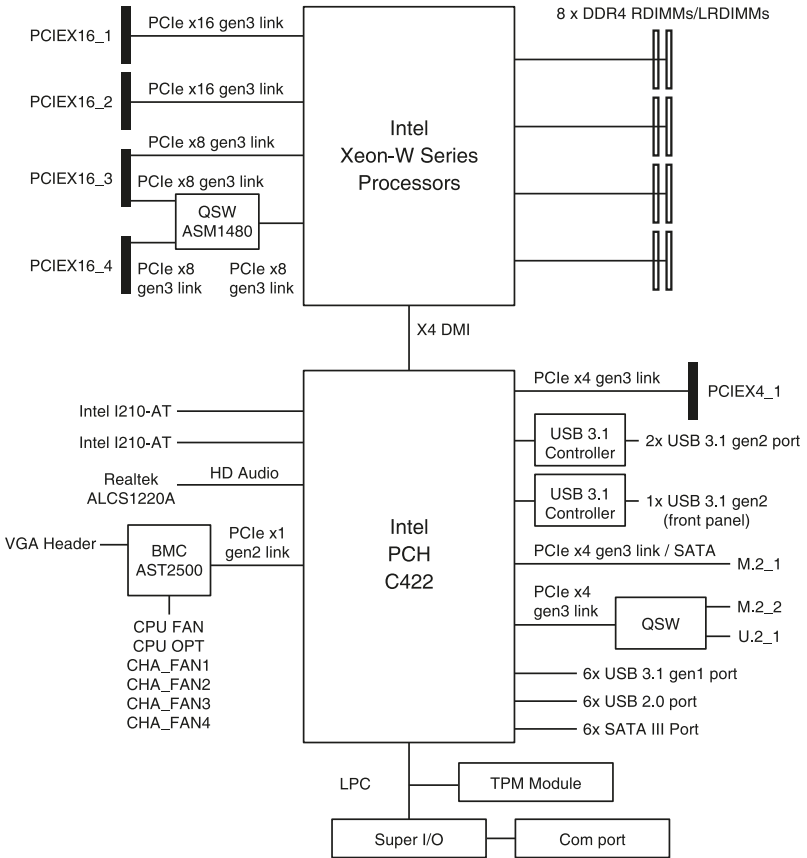 8 x DDR4 RDIMMs/LRDIMMs
PCIEX16_1
PCIe x16 gen3 link
PCIEX16_2
PCIe x16 gen3 link
PCIe x8 gen3 link
PCIEX16_3
PCIe x8 gen3 link
QSW
ASM1480
PCIEX16_4
PCIe x8
gen3 link
PCIe x8
gen3 link
Intel
Xeon-W Series
Processors
X4 DMI
PCIe x4 gen3 link
PCIEX4_1
Intel I210-AT
Intel I210-AT
Realtek
ALCS1220A
HD Audio
VGA Header
BMC
AST2500
PCIe x1
gen2 link
CPU FAN
CPU OPT
CHA_FAN1
CHA_FAN2
CHA_FAN3
CHA_FAN4
Intel
PCH
C422
USB 3.1
Controller
2x USB 3.1 gen2 port
USB 3.1
Controller
1x USB 3.1 gen2
(front panel)
PCIe x4 gen3 link / SATA
M.2_1
PCIe x4
gen3 link
QSW
M.2_2
U.2_1
6x USB 3.1 gen1 port
6x USB 2.0 port
6x SATA III Port
LPC
TPM Module
Super I/O
Com port